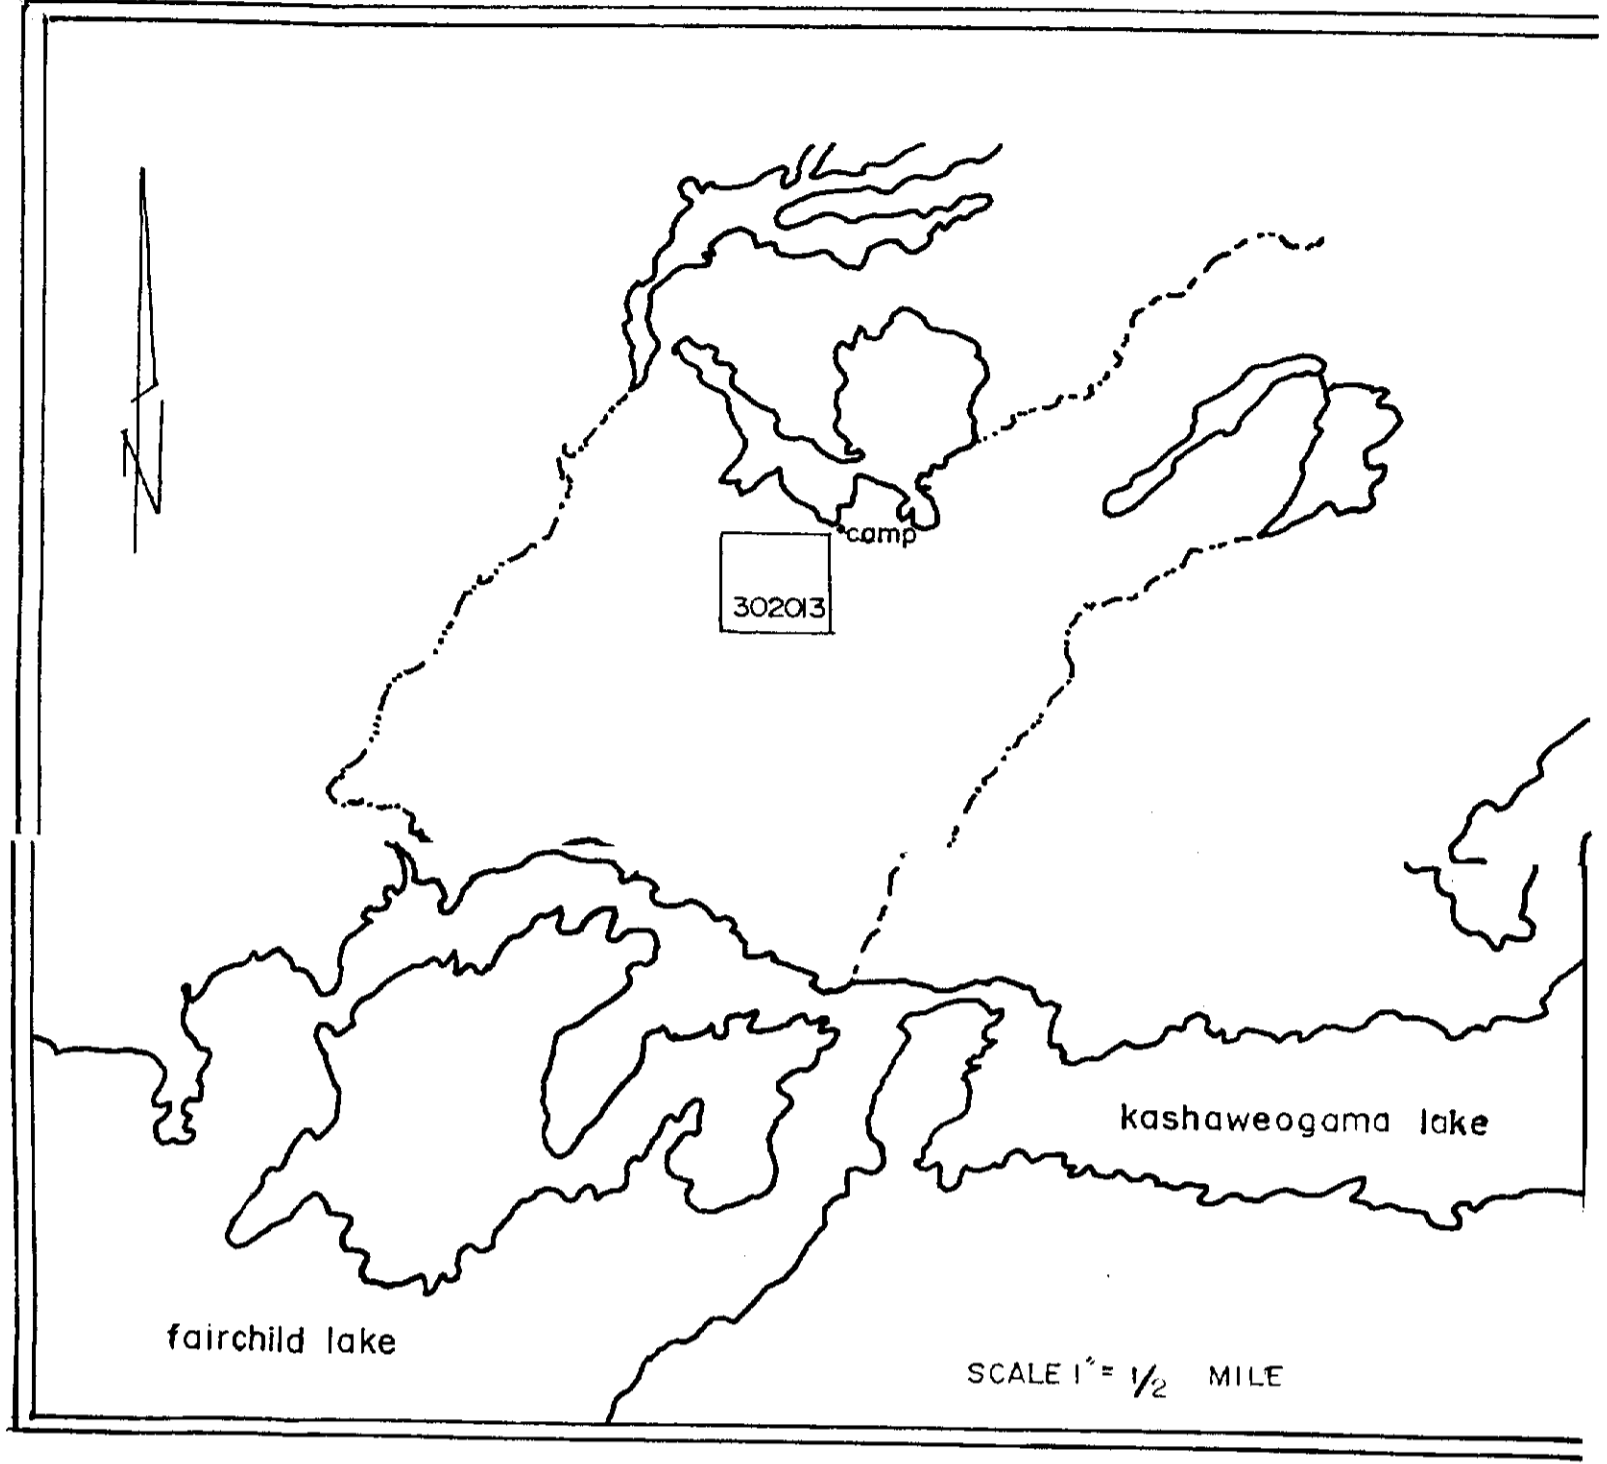 N
camp
302013
kashaweogama lake
fairchild lake
SCALE 1"= 1/2 MILE